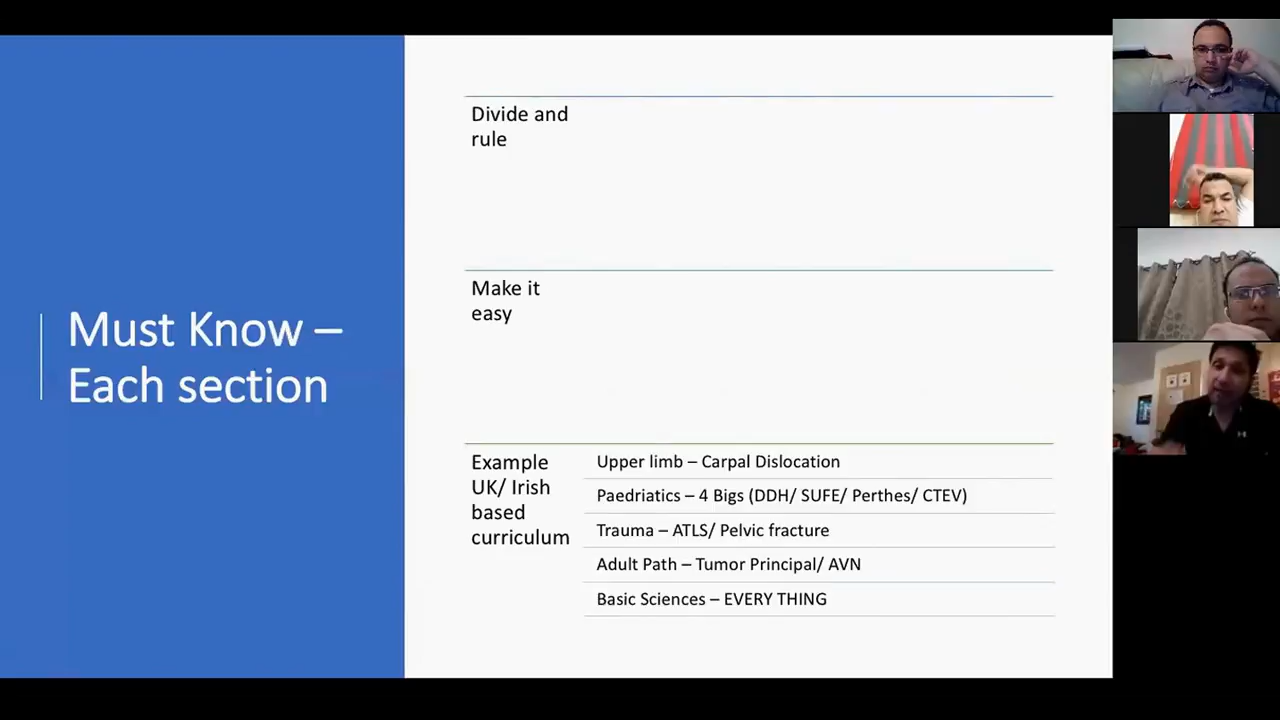 Must Know –
Each section
Divide and
rule
Make it
easy
Example
UK/ Irish
based
curriculum
Upper limb – Carpal Dislocation
Paedriatics – 4 Bigs (DDH/ SUFE/ Perthes/ CTEV)
Trauma – ATLS/ Pelvic fracture
Adult Path – Tumor Principal/ AVN
Basic Sciences – EVERY THING